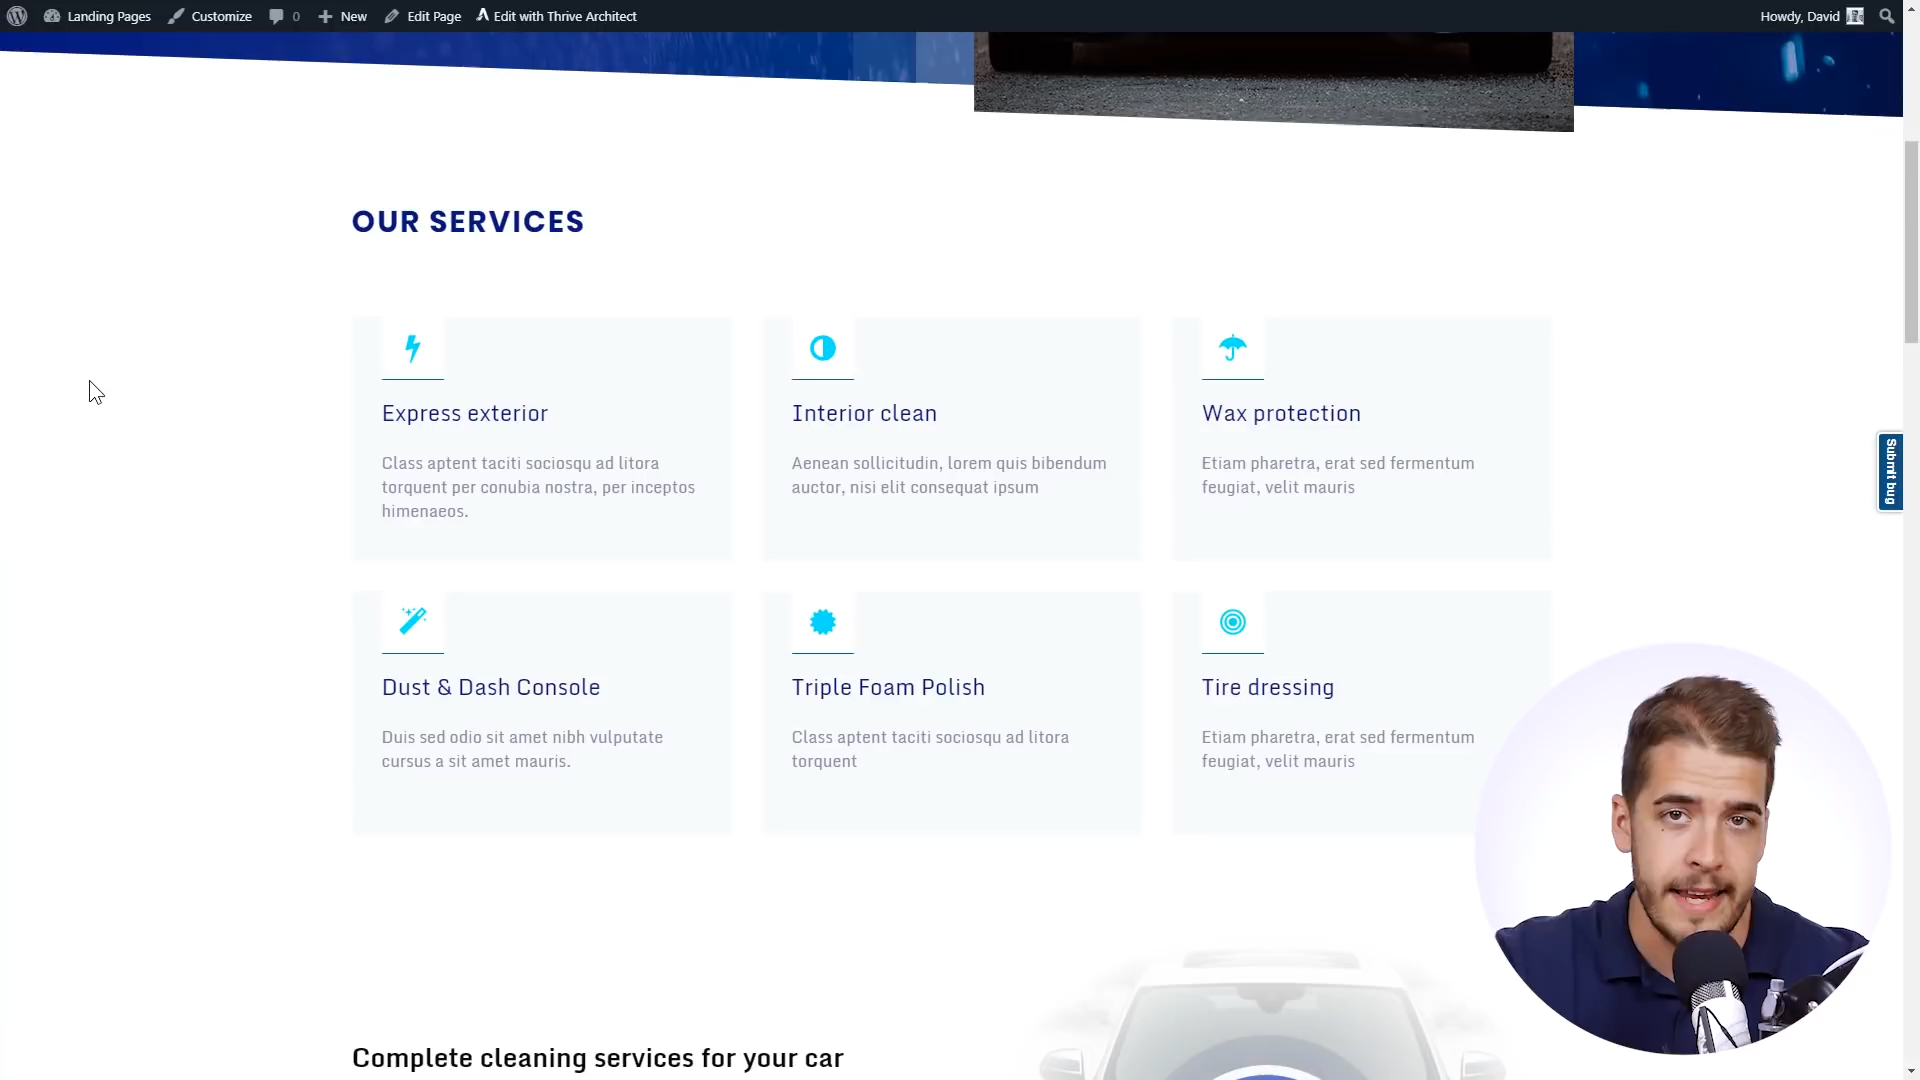 Landing Pages Customize 0 New Edit Page Edit with Thrive Architect Howdy, David
OUR SERVICES
Express exterior
Class aptent taciti sociosqu ad litora
torquent per conubia nostra, per inceptos
himenaeos.
Interior clean
Aenean sollicitudin, lorem quis bibendum
auctor, nisi elit consequat ipsum
Wax protection
Etiam pharetra, erat sed fermentum
feugiat, velit mauris
Submit bug
Dust & Dash Console
Duis sed odio sit amet nibh vulputate
cursus a sit amet mauris.
Triple Foam Polish
Class aptent taciti sociosqu ad litora
torquent
Tire dressing
Etiam pharetra, erat sed fermentum
feugiat, velit mauris
Complete cleaning services for your car